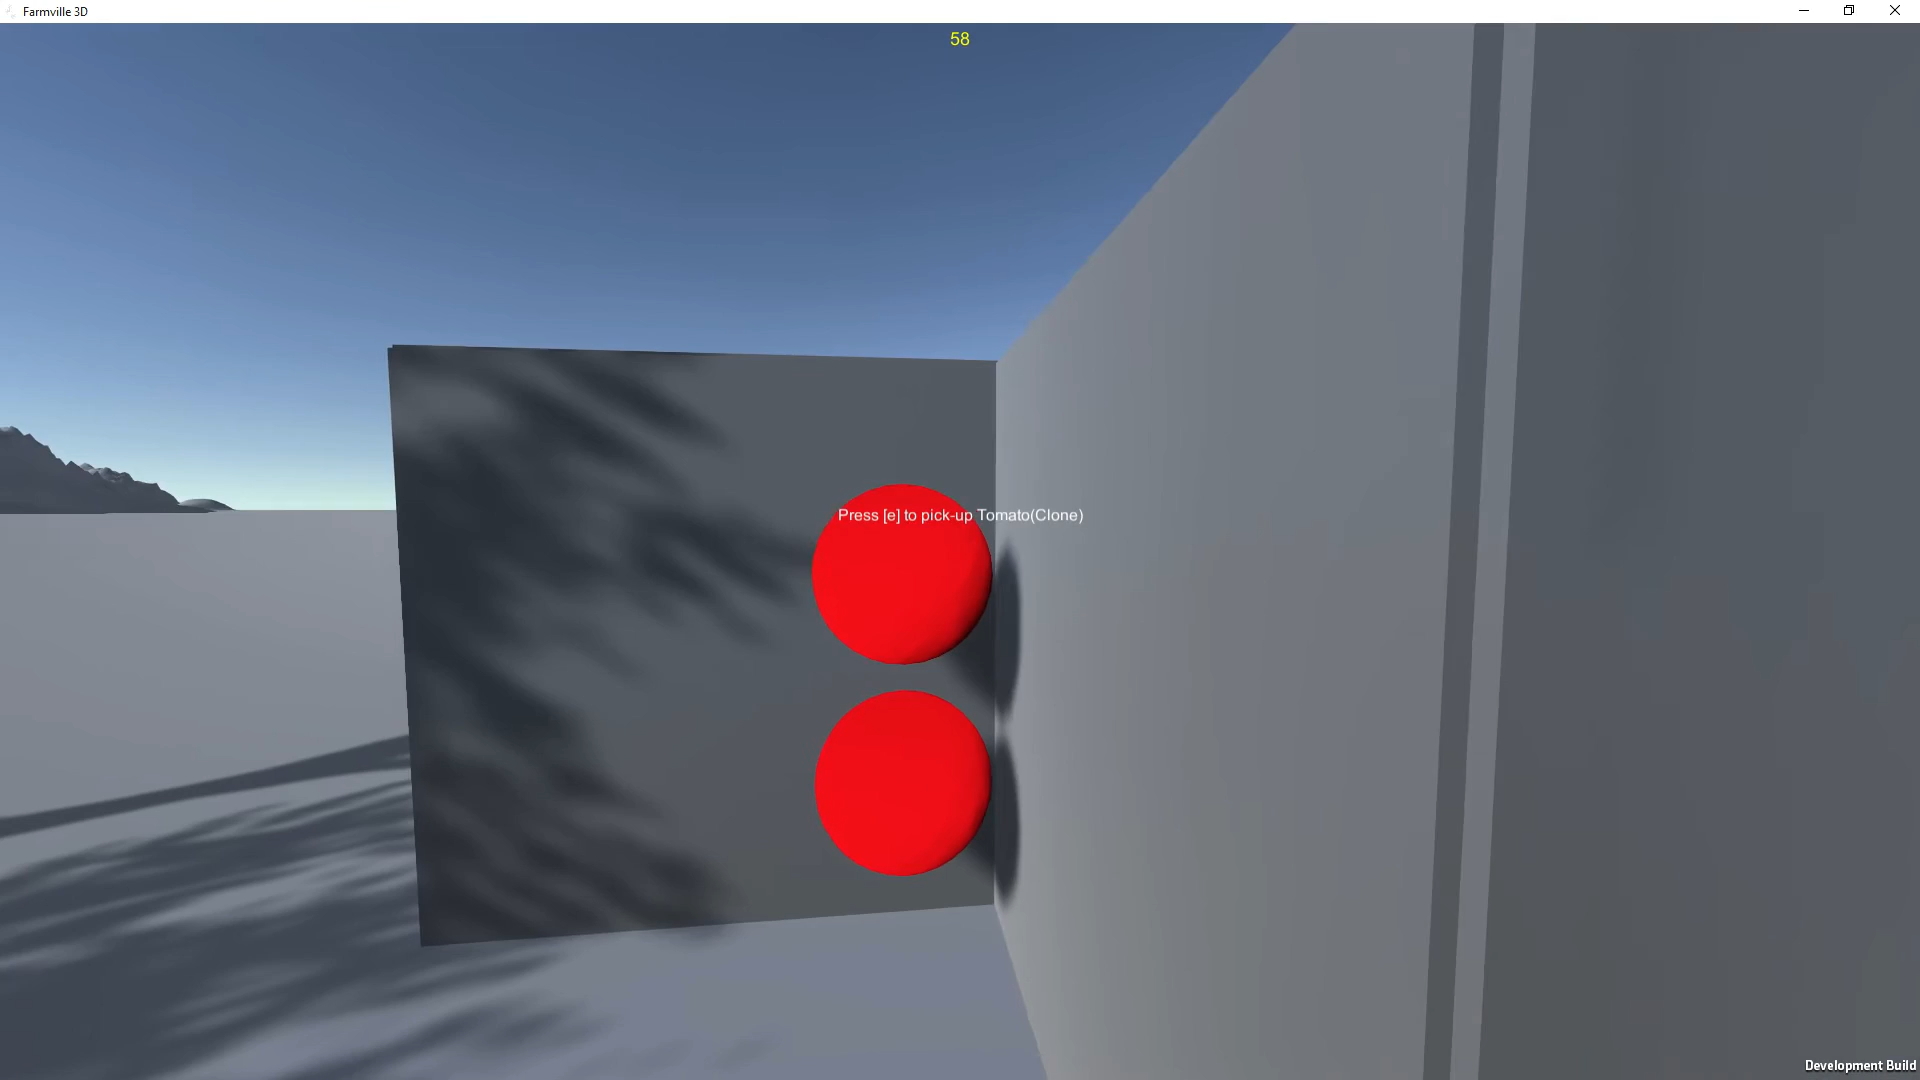 Farmville 3D
58
Press [e] to pick-up Tomato(Clone)
Development Build